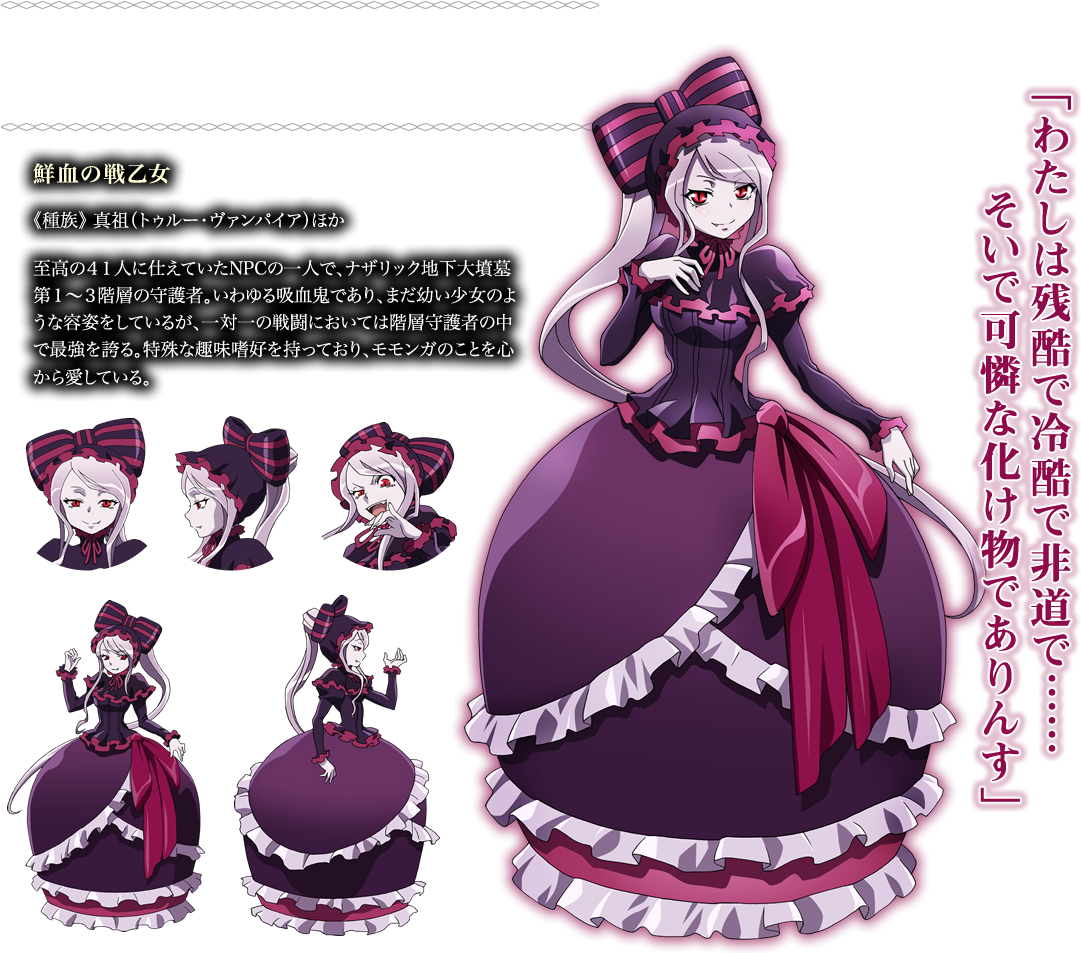 鮮血の戦乙女
《種族》 真祖(トゥルー・ヴァンパイア)ほか
至高の41人に仕えていたNPCの一人で、ナザリック地下大墳墓
第1〜3階層の守護者。いわゆる吸血鬼であり、まだ幼い少女のよ
うな容姿をしているが、一対一の戦闘においては階層守護者の中
で最強を誇る。特殊な趣味嗜好を持っており、モモンガのことを心
から愛している。
「わたしは残酷で冷酷で非道で……
そいで可憐な化け物でありんす」